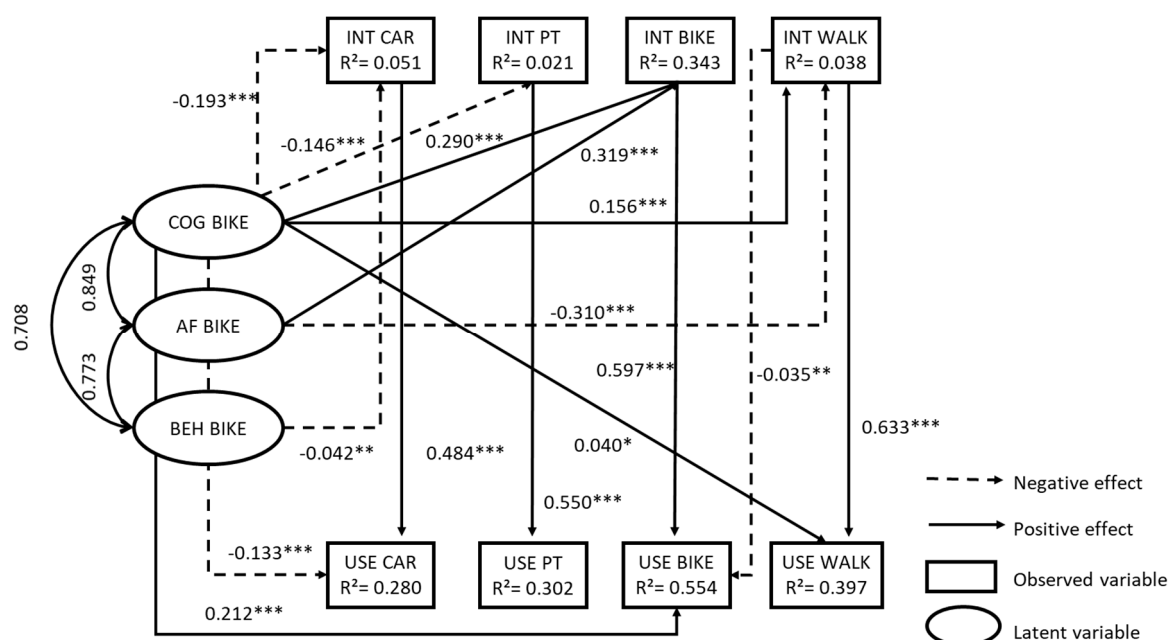 INT CAR
R²= 0.051
INT PT
R²= 0.021
INT BIKE
R²= 0.343
INT WALK
R²= 0.038
-0.193***
-0.146***
0.290***
0.319***
0.156***
COG BIKE
0.849
0.708
AF BIKE
-0.310***
0.773
0.597***
-0.035**
BEH BIKE
-0.042**
0.484***
0.040*
0.633***
0.550***
Negative effect
Positive effect
-0.133***
USE CAR
R²= 0.280
USE PT
R²= 0.302
USE BIKE
R²= 0.554
USE WALK
R²= 0.397
Observed variable
0.212***
Latent variable